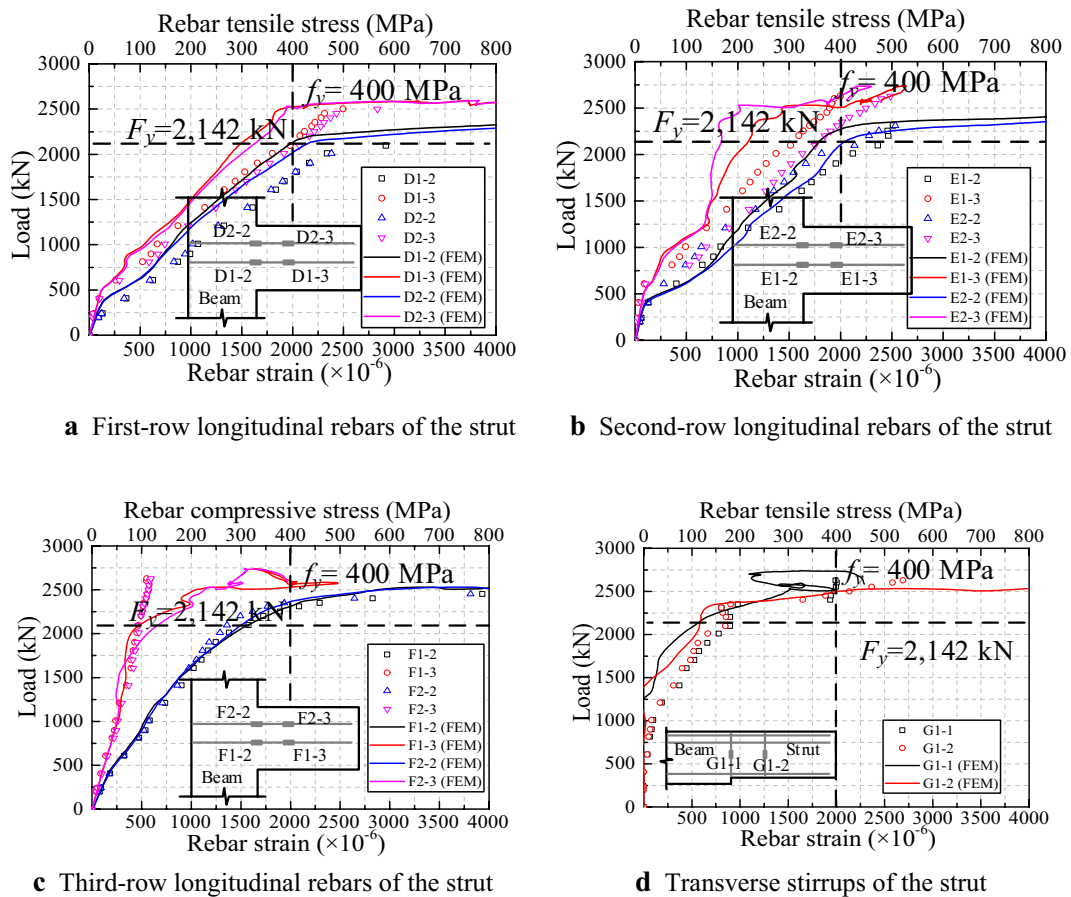 Rebar tensile stress (MPa)
0 100 200 300 400 500 600 700 800
3000
2500
2000
1500
1000
500
0
Load (kN)
f_y= 400 MPa
F_y=2,142 kN
D1-2
D1-3
D2-2
D2-3
D1-2 (FEM)
D1-3 (FEM)
D2-2 (FEM)
D2-3 (FEM)
D2-2 D2-3
D1-2 D1-3
Beam
500 1000 1500 2000 2500 3000 3500 4000
Rebar strain (×10⁻⁶)
a First-row longitudinal rebars of the strut
Rebar tensile stress (MPa)
0 100 200 300 400 500 600 700 800
3000
2500
2000
1500
1000
500
0
Load (kN)
f_y= 400 MPa
F_y=2,142 kN
E1-2
E1-3
E2-2
E2-3
E1-2 (FEM)
E1-3 (FEM)
E2-2 (FEM)
E2-3 (FEM)
E2-2 E2-3
E1-2 E1-3
Beam
500 1000 1500 2000 2500 3000 3500 4000
Rebar strain (×10⁻⁶)
b Second-row longitudinal rebars of the strut
Rebar compressive stress (MPa)
0 100 200 300 400 500 600 700 800
3000
2500
2000
1500
1000
500
0
Load (kN)
f_y= 400 MPa
F_y=2,142 kN
F1-2
F1-3
F2-2
F2-3
F1-2 (FEM)
F1-3 (FEM)
F2-2 (FEM)
F2-3 (FEM)
F2-2 F2-3
F1-2 F1-3
Beam
500 1000 1500 2000 2500 3000 3500 4000
Rebar strain (×10⁻⁶)
c Third-row longitudinal rebars of the strut
Rebar tensile stress (MPa)
0 100 200 300 400 500 600 700 800
3000
2500
2000
1500
1000
500
0
Load (kN)
f_y= 400 MPa
F_y=2,142 kN
G1-1
G1-2
G1-1 (FEM)
G1-2 (FEM)
Beam Strut
G1-1 G1-2
500 1000 1500 2000 2500 3000 3500 4000
Rebar strain (×10⁻⁶)
d Transverse stirrups of the strut